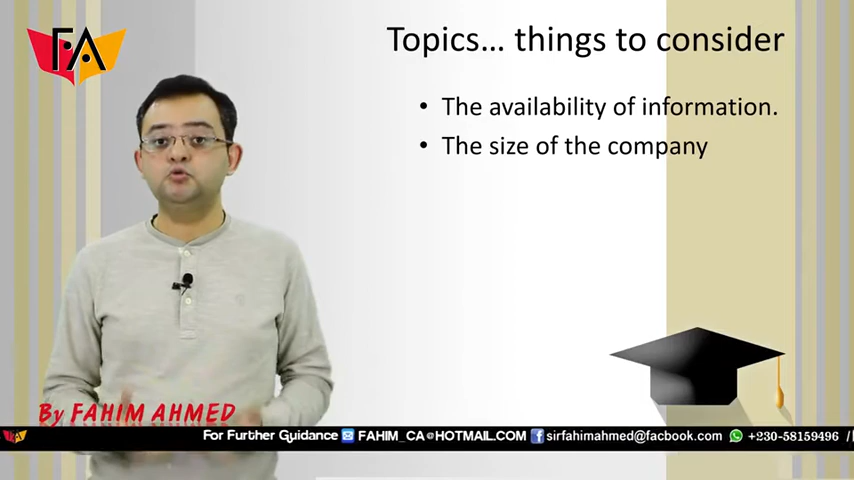 FA
Topics... things to consider
• The availability of information.
• The size of the company
By FAHIM AHMED
For Further Guidance FAHIM_CA@HOTMAIL.COM sirfahimahmed@facbook.com +230-58159496 /